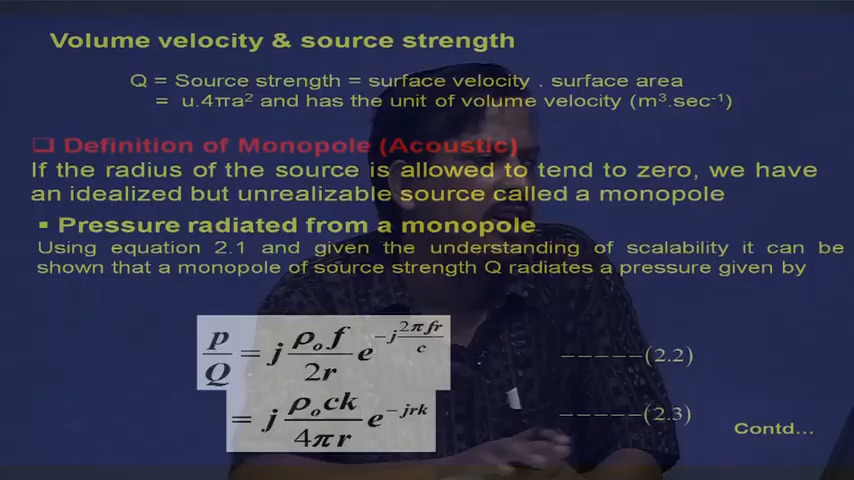 Volume velocity & source strength
Q = Source strength = surface velocity . surface area
= u.4πa² and has the unit of volume velocity (m³.sec⁻¹)
❑ Definition of Monopole (Acoustic)
If the radius of the source is allowed to tend to zero, we have
an idealized but unrealizable source called a monopole
▪ Pressure radiated from a monopole
Using equation 2.1 and given the understanding of scalability it can be
shown that a monopole of source strength Q radiates a pressure given by
p/Q = j (ρₒf / 2r) e^(-j 2πfr/c) -----(2.2)
= j (ρₒck / 4πr) e^(-jrk) -----(2.3)
Contd...